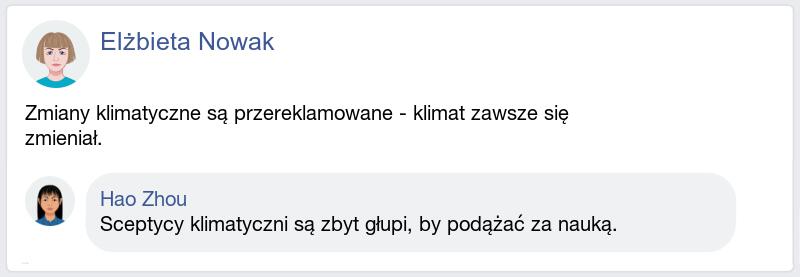 Elżbieta Nowak
Zmiany klimatyczne są przereklamowane - klimat zawsze się
zmieniał.
Hao Zhou
Sceptycy klimatyczni są zbyt głupi, by podążać za nauką.